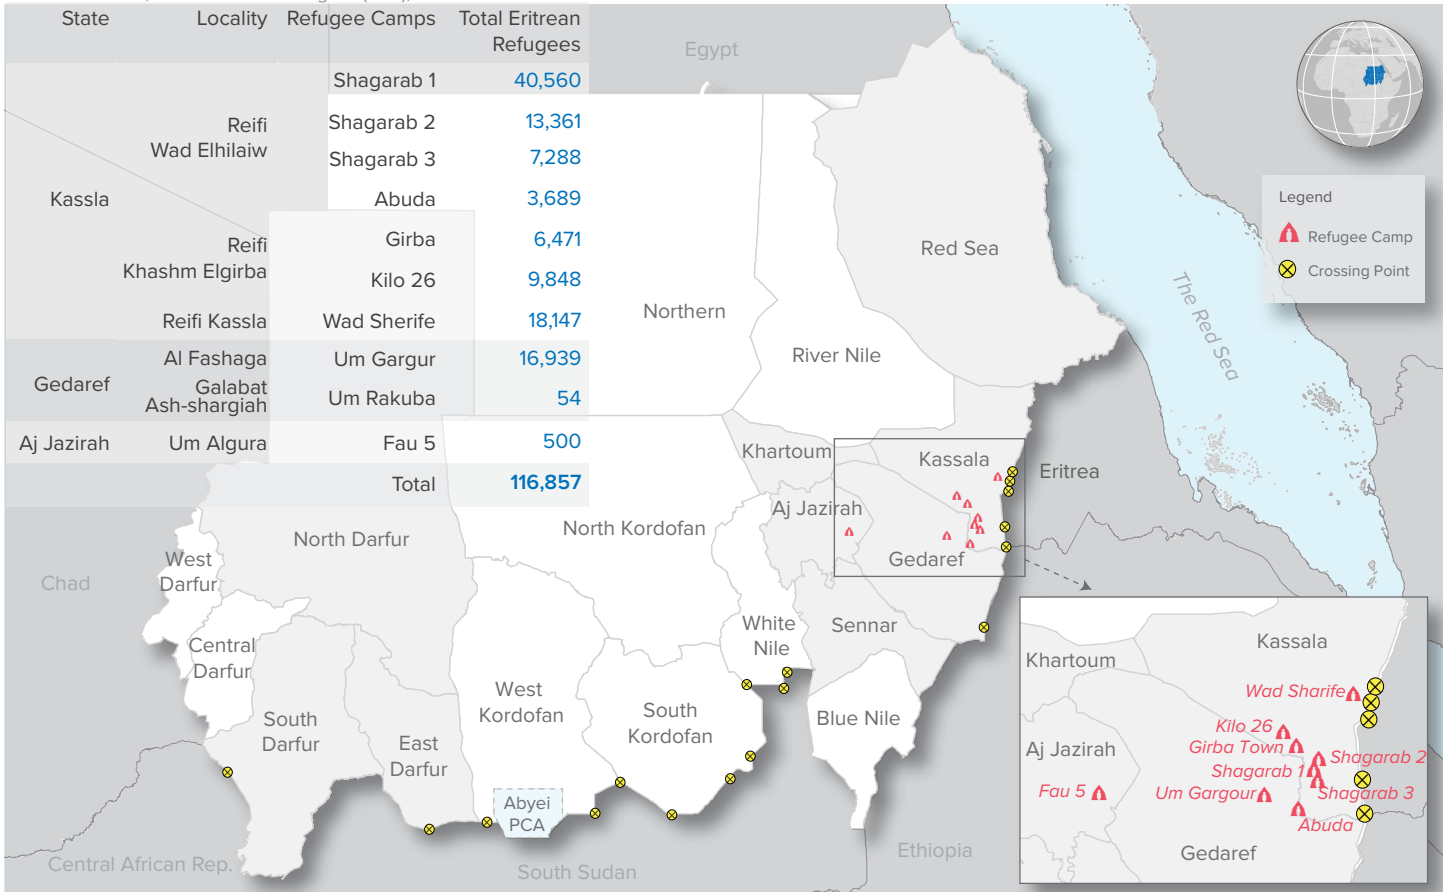 State Locality Refugee Camps Total Eritrean
Refugees
Shagarab 1 40,560
Reifi
Wad Elhilaiw
Shagarab 2 13,361
Shagarab 3 7,288
Kassla
Abuda 3,689
Reifi
Khashm Elgirba
Girba 6,471
Kilo 26 9,848
Reifi Kassla Wad Sherife 18,147
Gedaref
Al Fashaga Um Gargur 16,939
Galabat
Ash-shargiah
Um Rakuba 54
Aj Jazirah Um Algura Fau 5 500
Total 116,857
Egypt
Red Sea
The Red Sea
Legend
Refugee Camp
Crossing Point
Northern
River Nile
Khartoum
Kassala
Eritrea
Aj Jazirah
North Kordofan
North Darfur
Gedaref
West
Darfur
Chad
Central
Darfur
White
Nile
Sennar
West
Kordofan
South
Kordofan
Blue Nile
South
Darfur
East
Darfur
Abyei
PCA
Central African Rep.
South Sudan
Ethiopia
Kassala
Khartoum
Wad Sharife
Kilo 26
Girba Town
Aj Jazirah
Shagarab 2
Shagarab 1
Fau 5
Um Gargour
Shagarab 3
Abuda
Gedaref